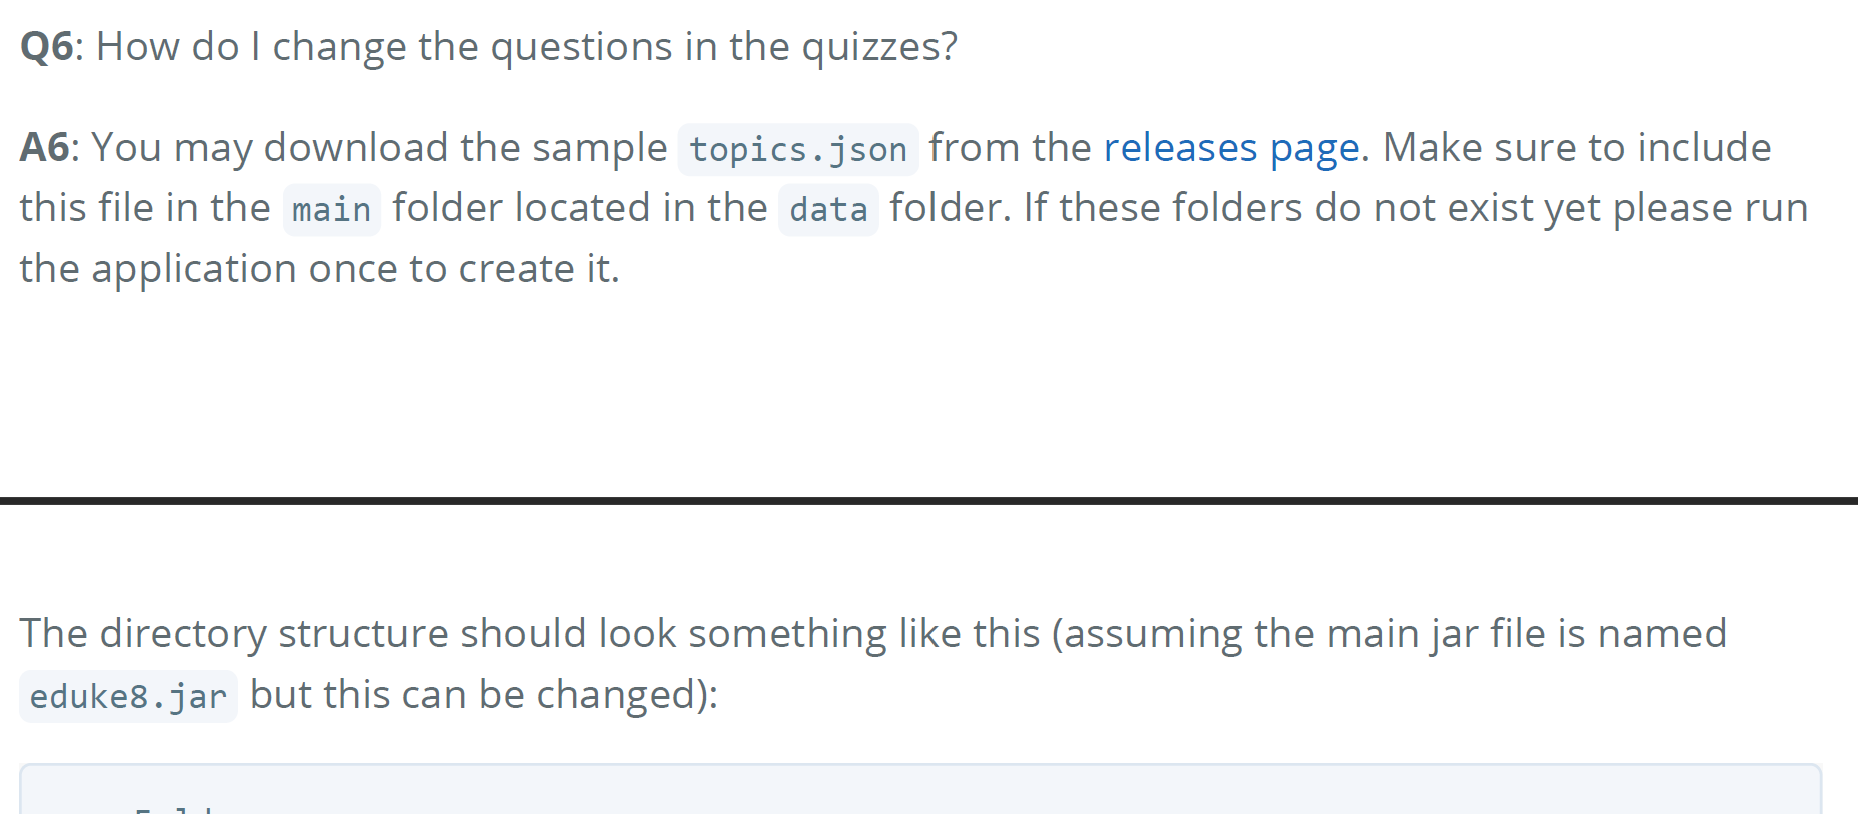 Q6: How do I change the questions in the quizzes?
A6: You may download the sample topics.json from the releases page. Make sure to include
this file in the main folder located in the data folder. If these folders do not exist yet please run
the application once to create it.
The directory structure should look something like this (assuming the main jar file is named
eduke8.jar but this can be changed):